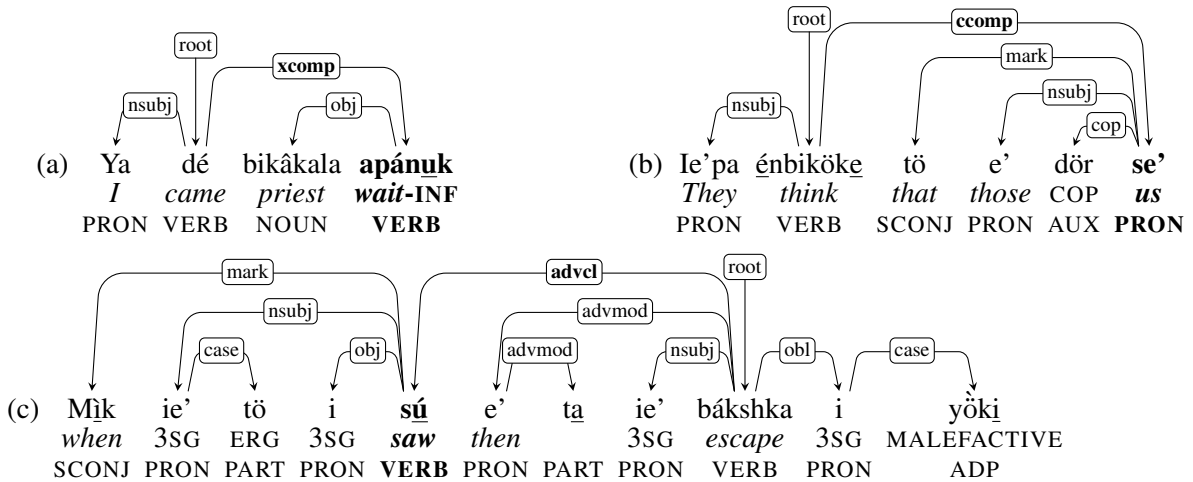 root
xcomp
nsubj
obj
(a) Ya dé bikâkala apánu̲k
I came priest wait-INF
PRON VERB NOUN VERB
root
ccomp
mark
nsubj
nsubj
cop
(b) Ie’pa é̲nbiköke̲ tö e’ dör se’
They think that those COP us
PRON VERB SCONJ PRON AUX PRON
mark
advcl
root
nsubj
advmod
case
obj
advmod
nsubj
obl
case
(c) Mì̲k ie’ tö i sú̲ e’ ta̲ ie’ bákshka i yö̀ki̲
when 3SG ERG 3SG saw then 3SG escape 3SG MALEFACTIVE
SCONJ PRON PART PRON VERB PRON PART PRON VERB PRON ADP